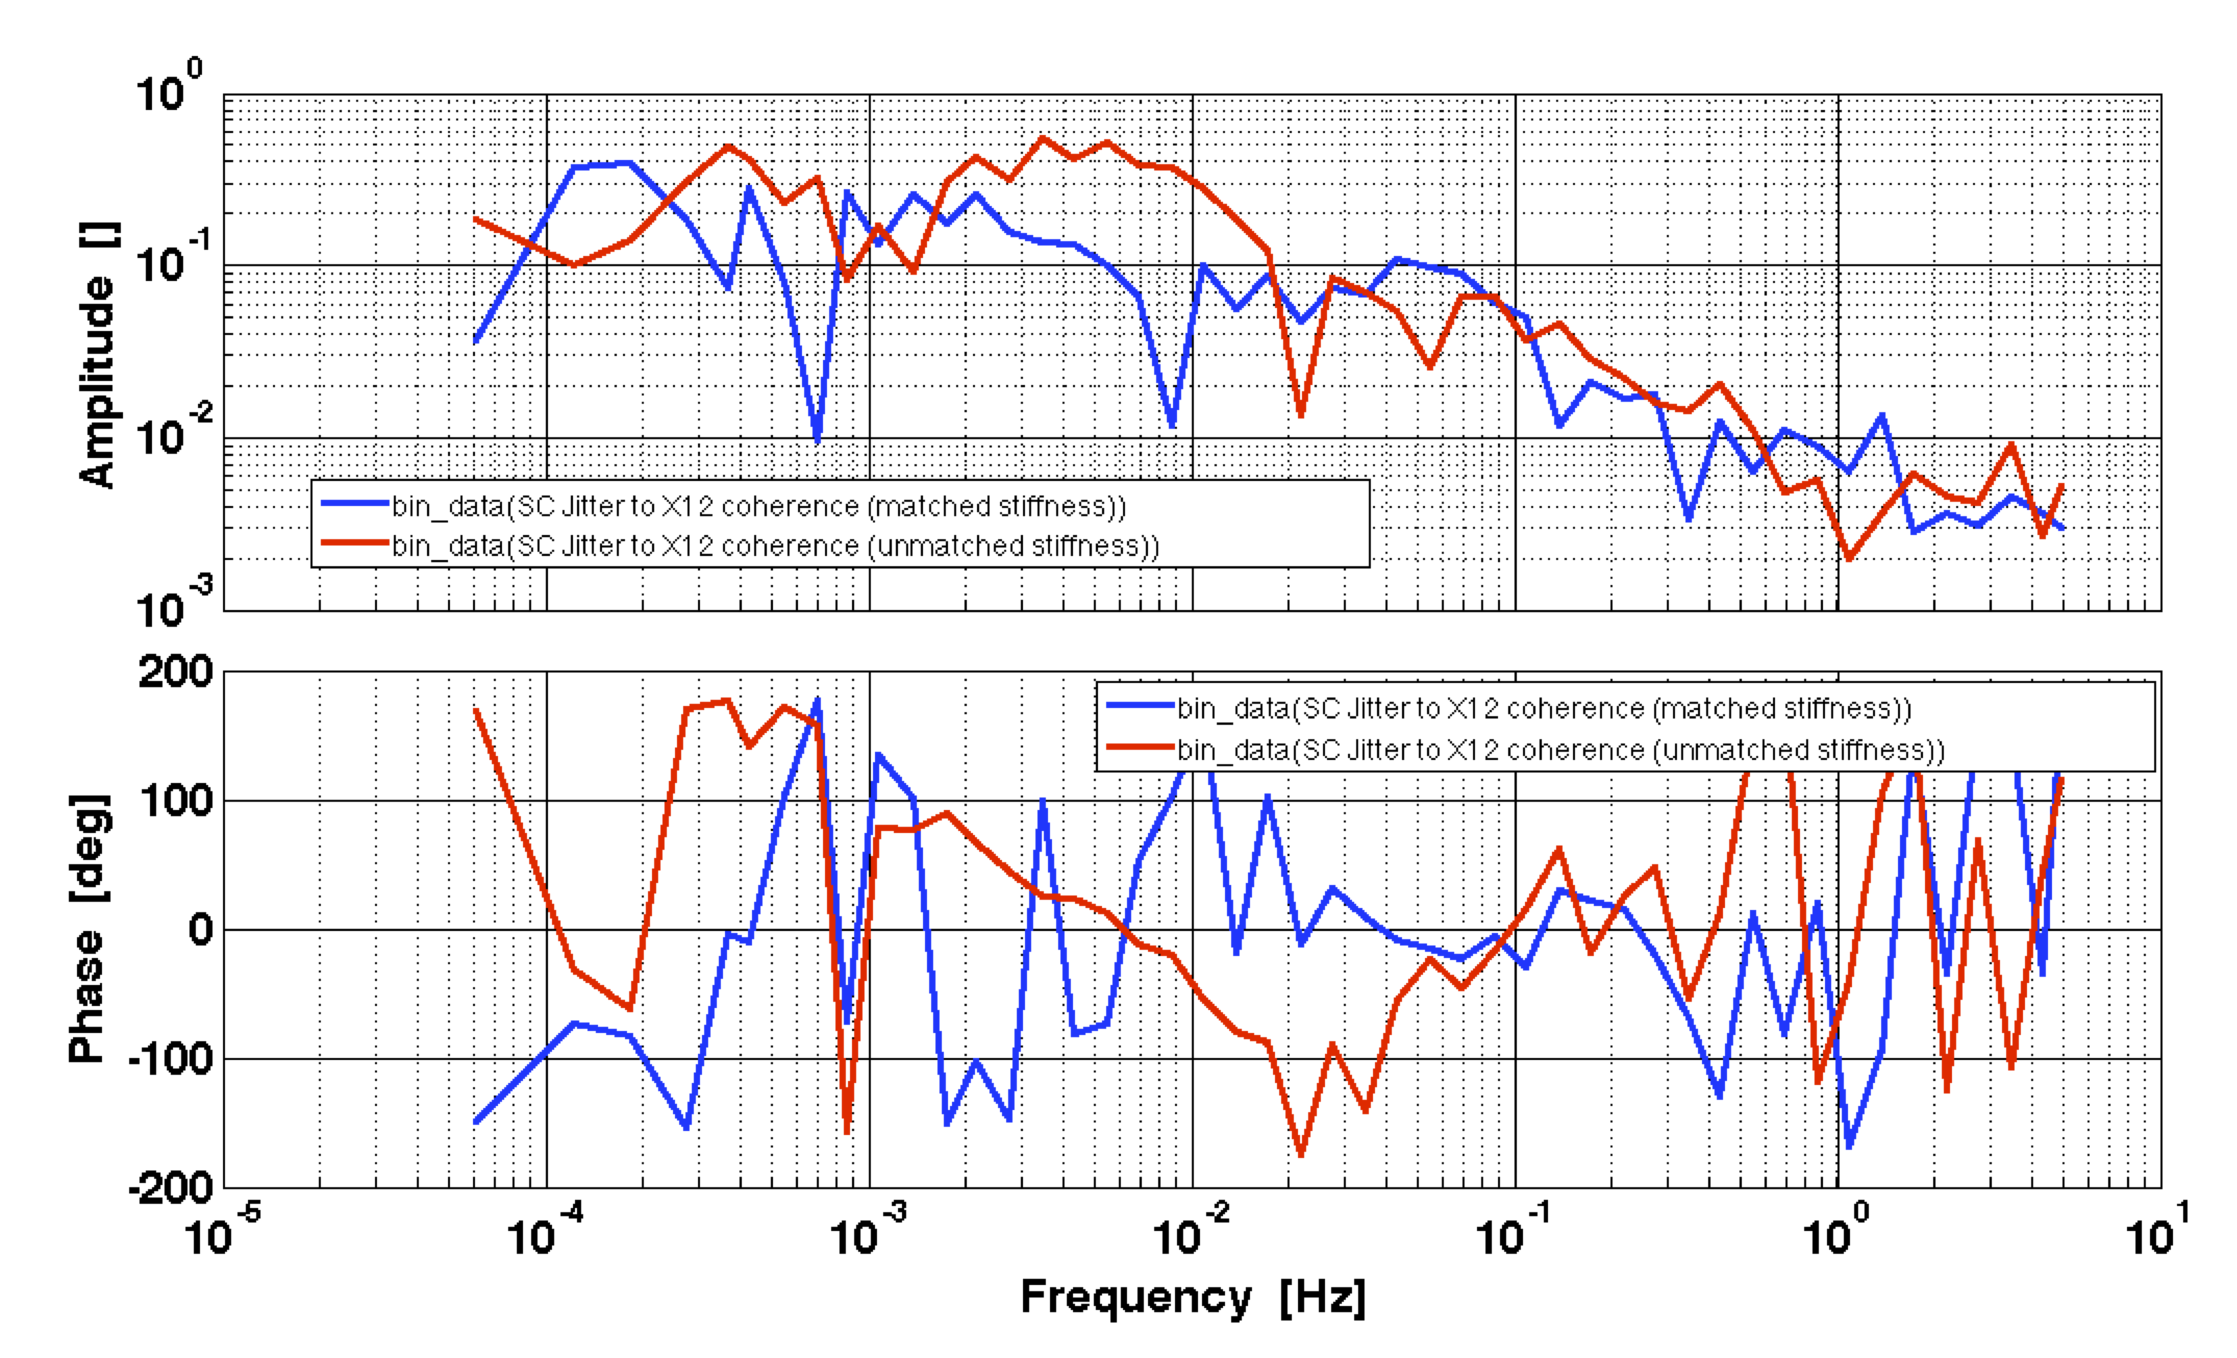 10^0
10^-1
10^-2
10^-3
Amplitude []
bin_data(SC Jitter to X12 coherence (matched stiffness))
bin_data(SC Jitter to X12 coherence (unmatched stiffness))
200
100
0
-100
-200
Phase [deg]
bin_data(SC Jitter to X12 coherence (matched stiffness))
bin_data(SC Jitter to X12 coherence (unmatched stiffness))
10^-5 10^-4 10^-3 10^-2 10^-1 10^0 10^1
Frequency [Hz]